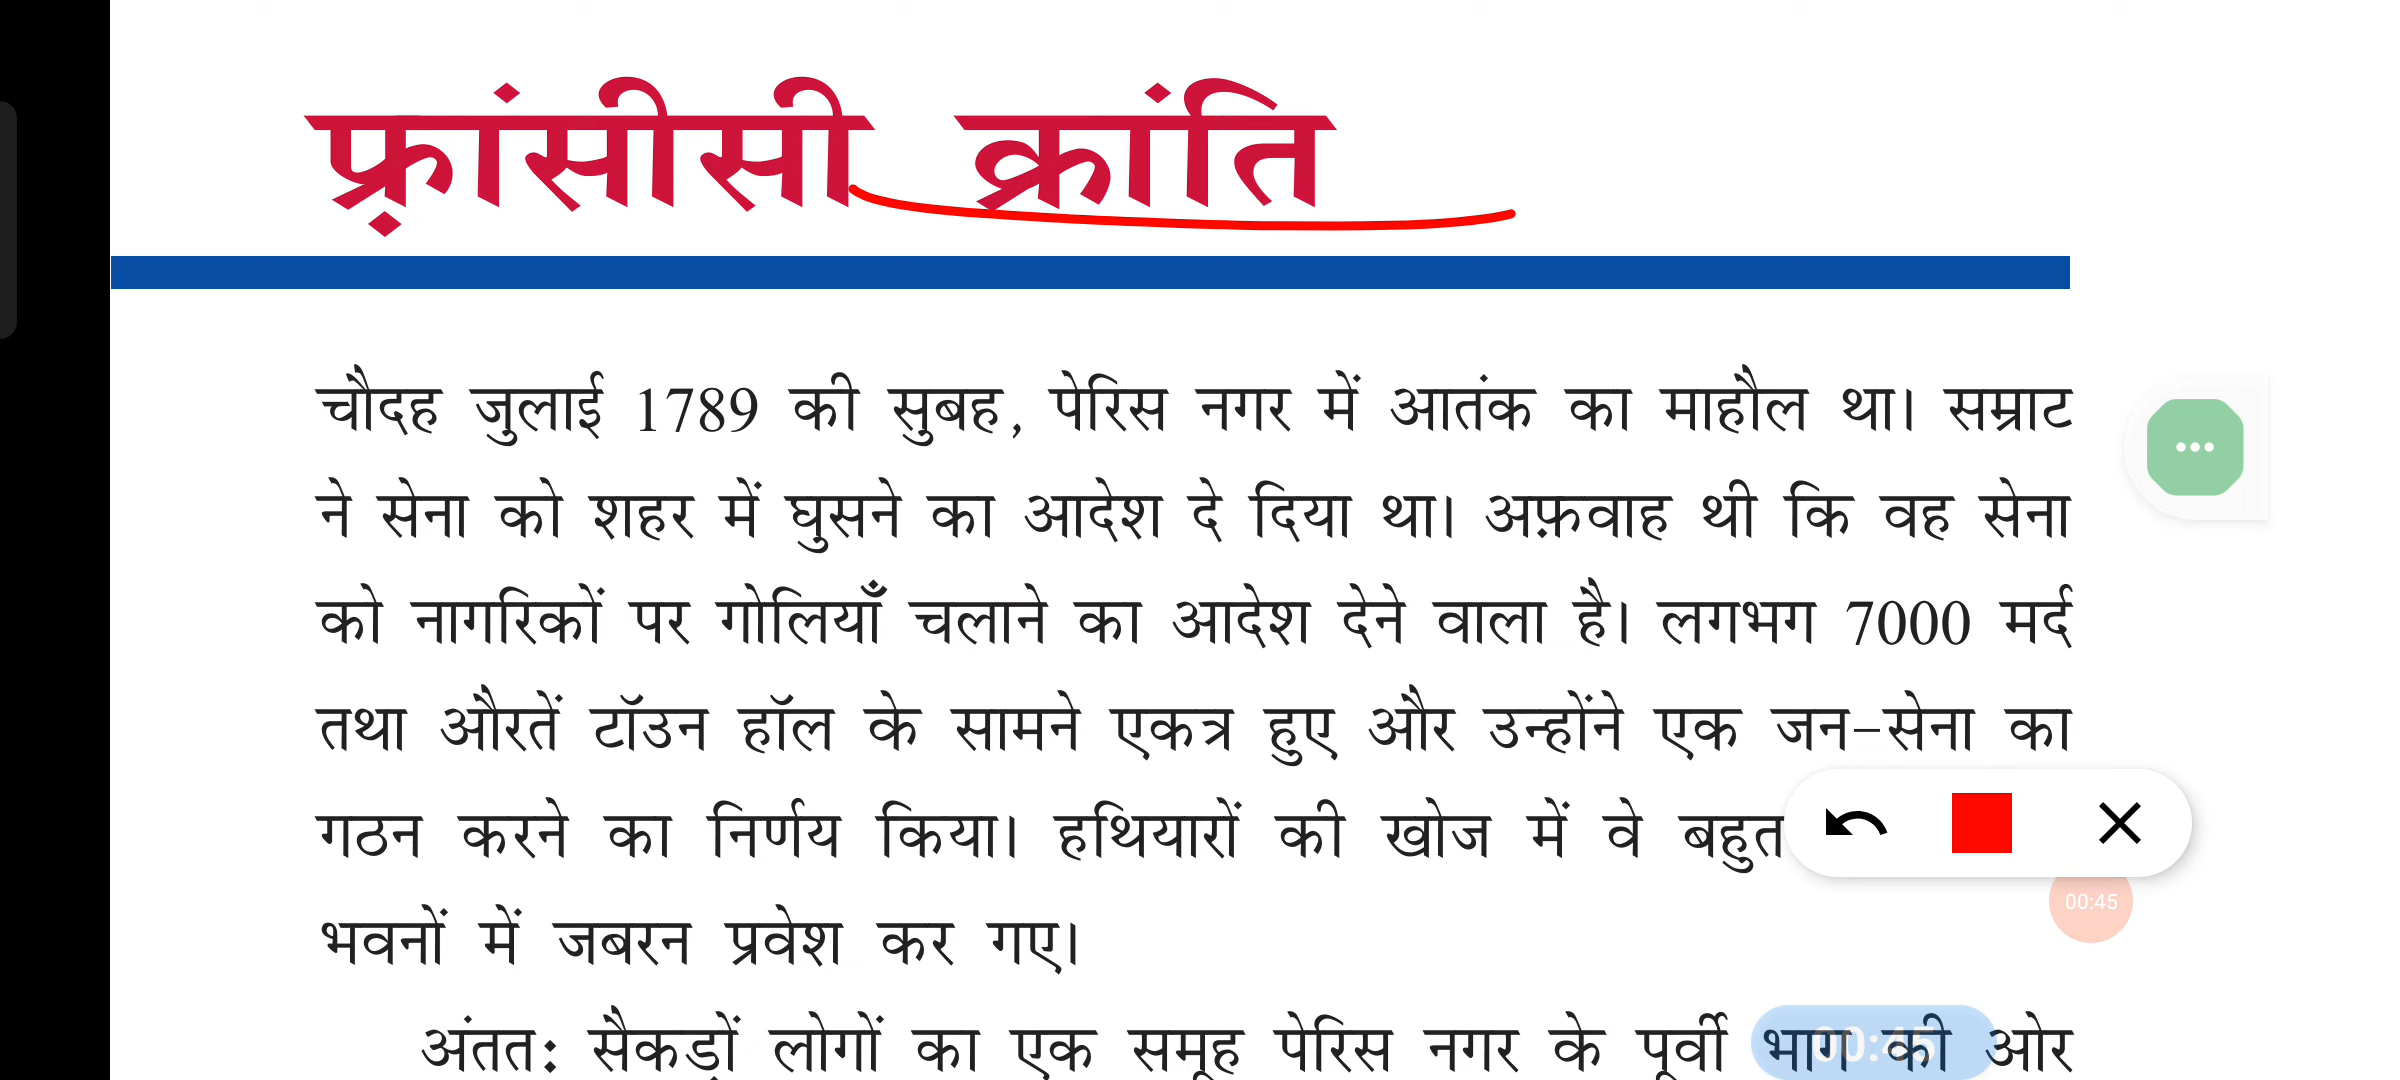 फ़्रांसीसी क्रांति
चौदह जुलाई 1789 की सुबह, पेरिस नगर में आतंक का माहौल था। सम्राट
ने सेना को शहर में घुसने का आदेश दे दिया था। अफ़वाह थी कि वह सेना
को नागरिकों पर गोलियाँ चलाने का आदेश देने वाला है। लगभग 7000 मर्द
तथा औरतें टॉउन हॉल के सामने एकत्र हुए और उन्होंने एक जन-सेना का
गठन करने का निर्णय किया। हथियारों की खोज में वे बहुत
00:45
भवनों में जबरन प्रवेश कर गए।
अंततः सैकड़ों लोगों का एक समूह पेरिस नगर के पूर्वी भाग की ओर
00:45